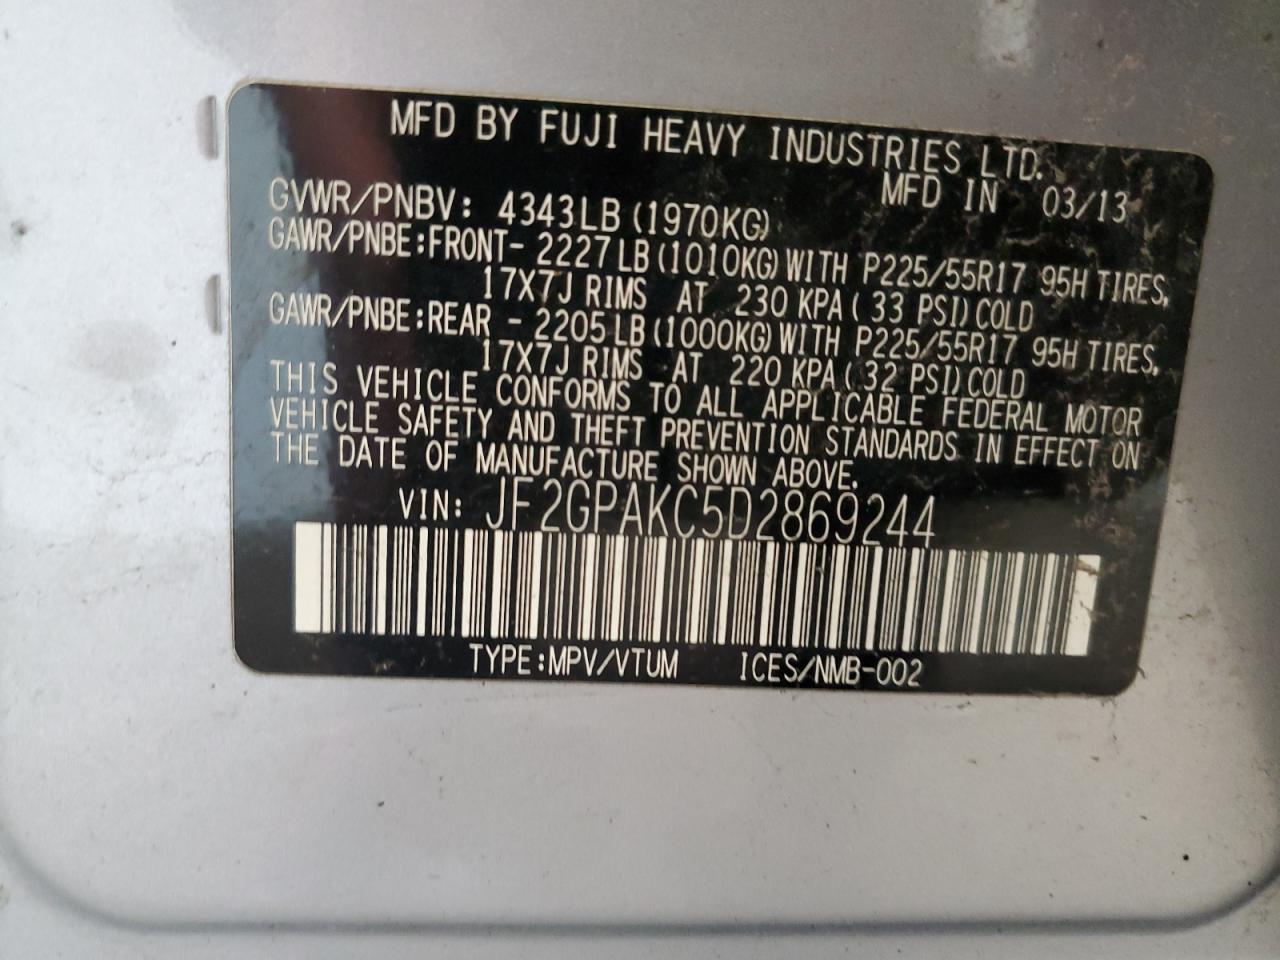 MFD BY FUJI HEAVY INDUSTRIES LTD.
MFD IN 03/13
GVWR/PNBV: 4343LB(1970KG)
GAWR/PNBE:FRONT- 2227LB(1010KG)WITH P225/55R17 95H TIRES,
17X7J RIMS AT 230 KPA( 33 PSI)COLD
GAWR/PNBE:REAR - 2205LB(1000KG)WITH P225/55R17 95H TIRES,
17X7J RIMS AT 220 KPA( 32 PSI)COLD
THIS VEHICLE CONFORMS TO ALL APPLICABLE FEDERAL MOTOR
VEHICLE SAFETY AND THEFT PREVENTION STANDARDS IN EFFECT ON
THE DATE OF MANUFACTURE SHOWN ABOVE.
VIN: JF2GPAKC5D2869244
TYPE:MPV/VTUM ICES/NMB-002